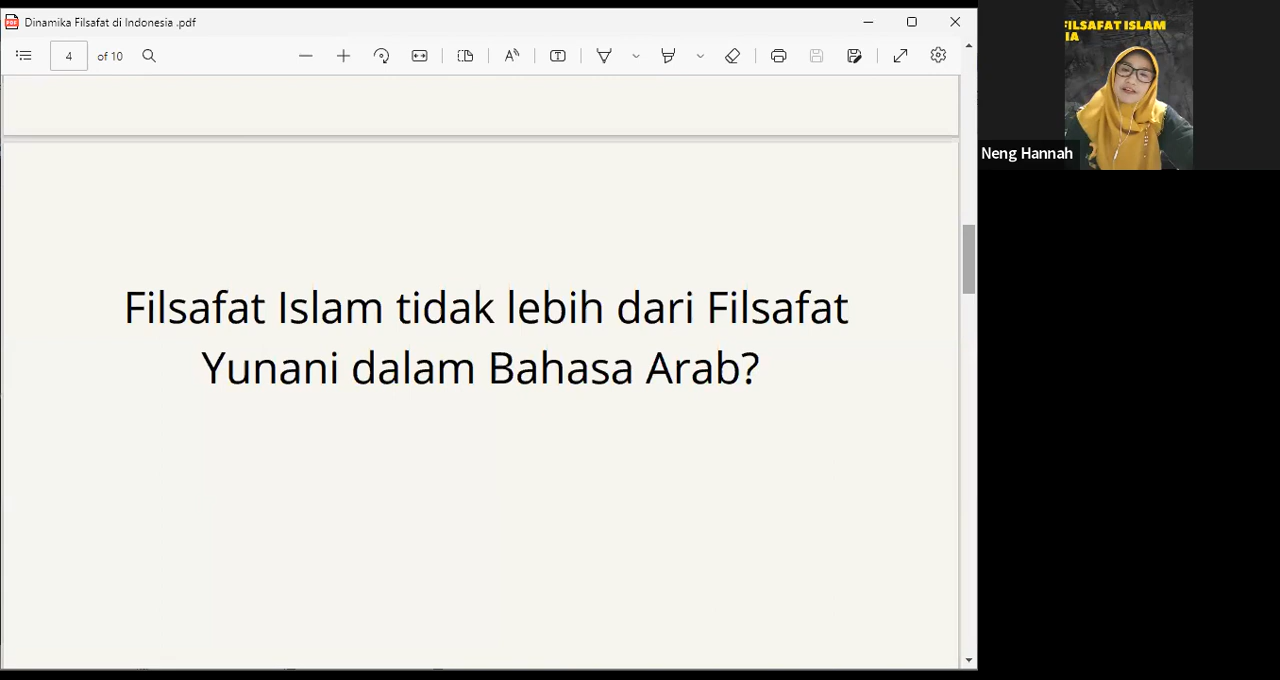 Dinamika Filsafat di Indonesia .pdf
4 of 10
Filsafat Islam tidak lebih dari Filsafat
Yunani dalam Bahasa Arab?
FILSAFAT ISLAM
IA
Neng Hannah